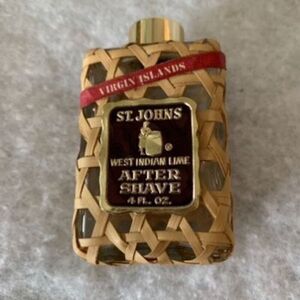 VIRGIN ISLANDS
ST. JOHNS
®
WEST INDIAN LIME
AFTER
SHAVE
4 FL. OZ.